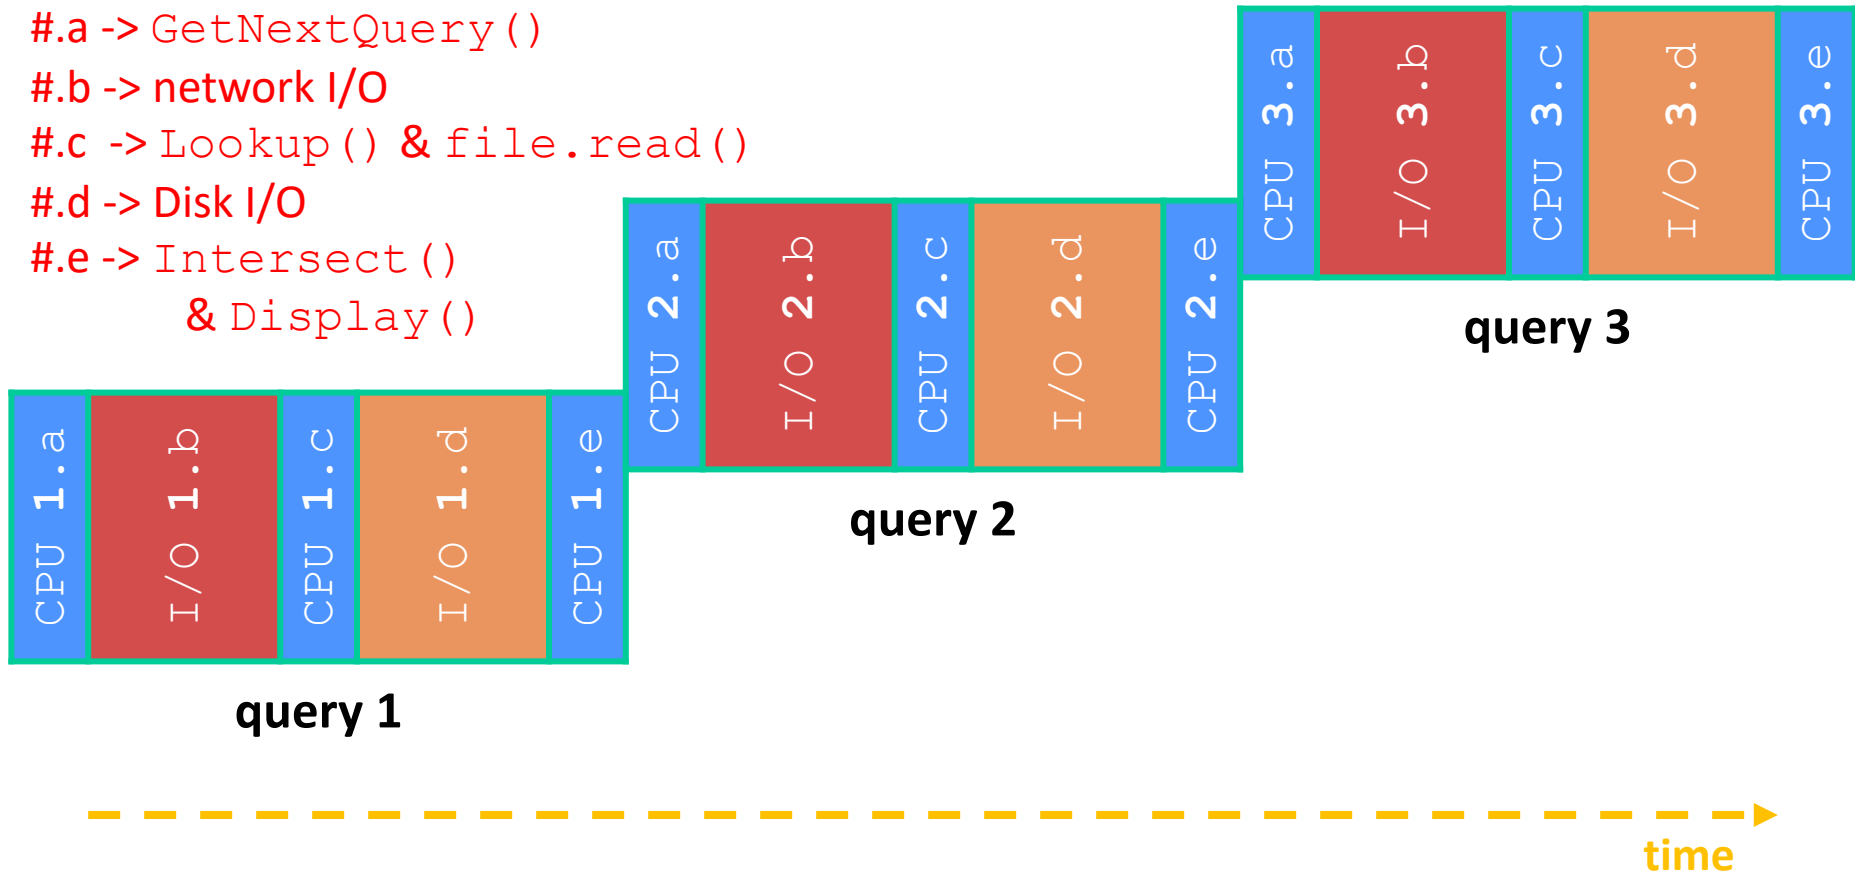 #.a -> GetNextQuery()
#.b -> network I/O
#.c -> Lookup() & file.read()
#.d -> Disk I/O
#.e -> Intersect()
& Display()
CPU 1.a
I/O 1.b
CPU 1.c
I/O 1.d
CPU 1.e
query 1
CPU 2.a
I/O 2.b
CPU 2.c
I/O 2.d
CPU 2.e
query 2
CPU 3.a
I/O 3.b
CPU 3.c
I/O 3.d
CPU 3.e
query 3
time